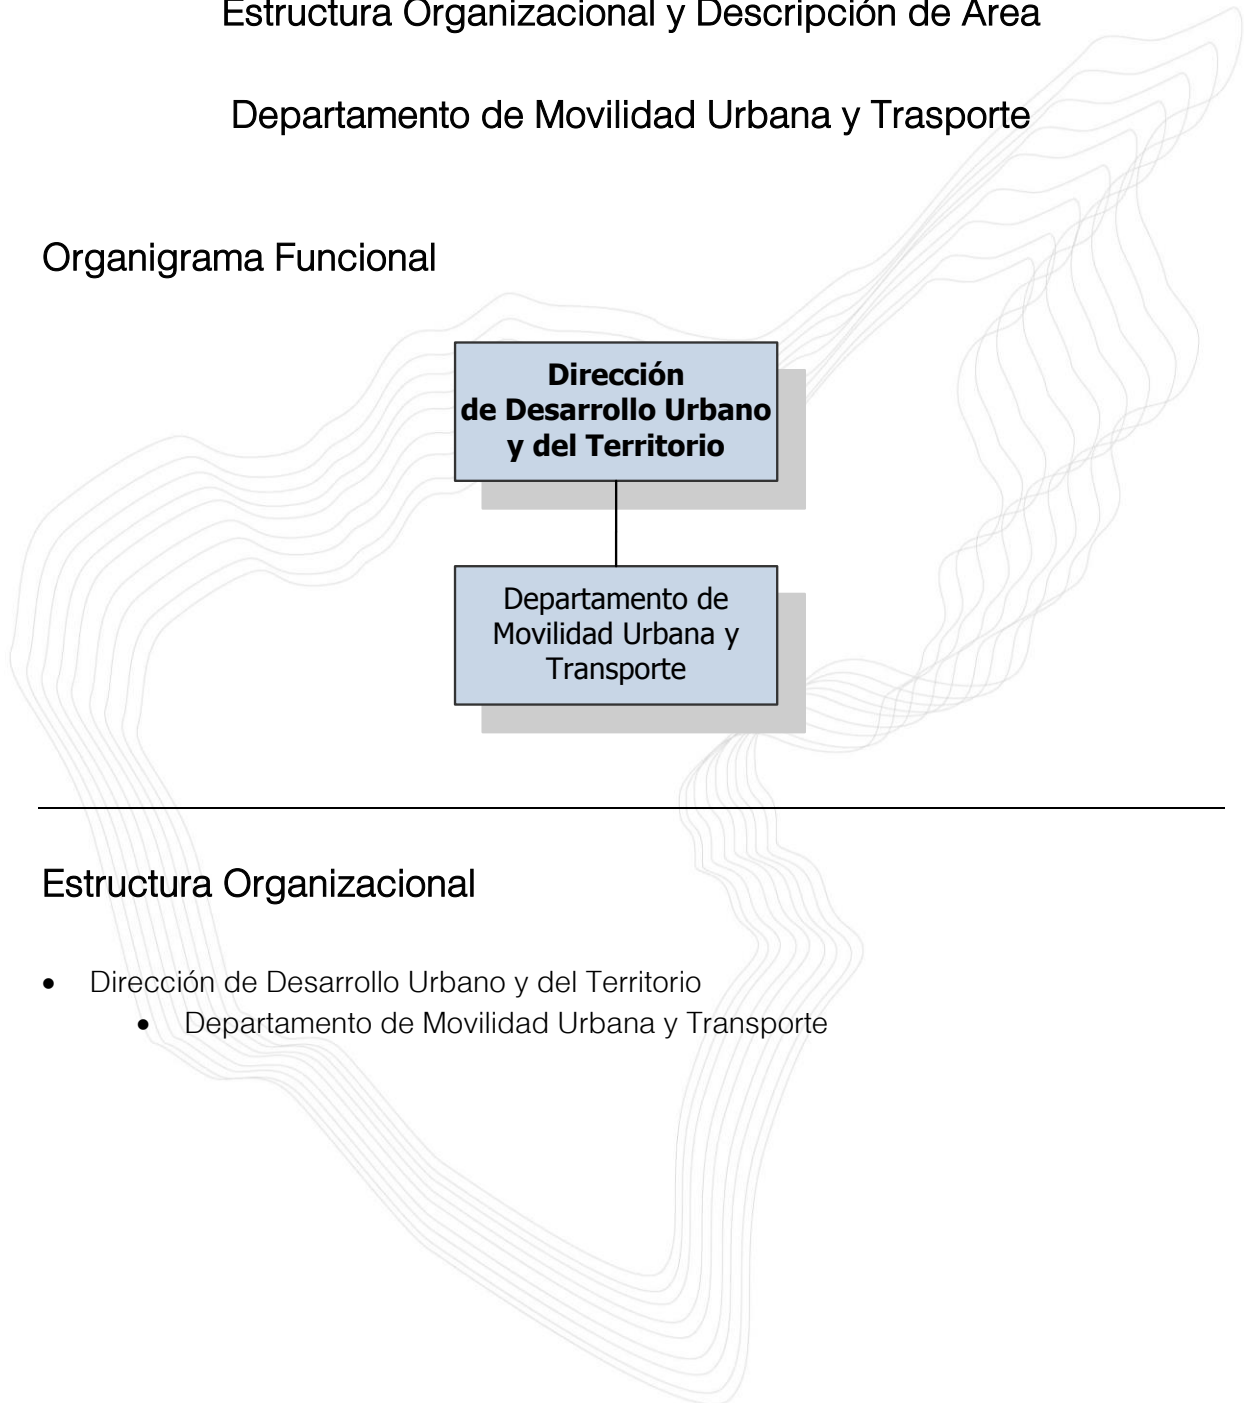 Estructura Organizacional y Descripción de Área
Departamento de Movilidad Urbana y Trasporte
Organigrama Funcional
Dirección
de Desarrollo Urbano
y del Territorio
Departamento de
Movilidad Urbana y
Transporte
Estructura Organizacional
• Dirección de Desarrollo Urbano y del Territorio
• Departamento de Movilidad Urbana y Transporte